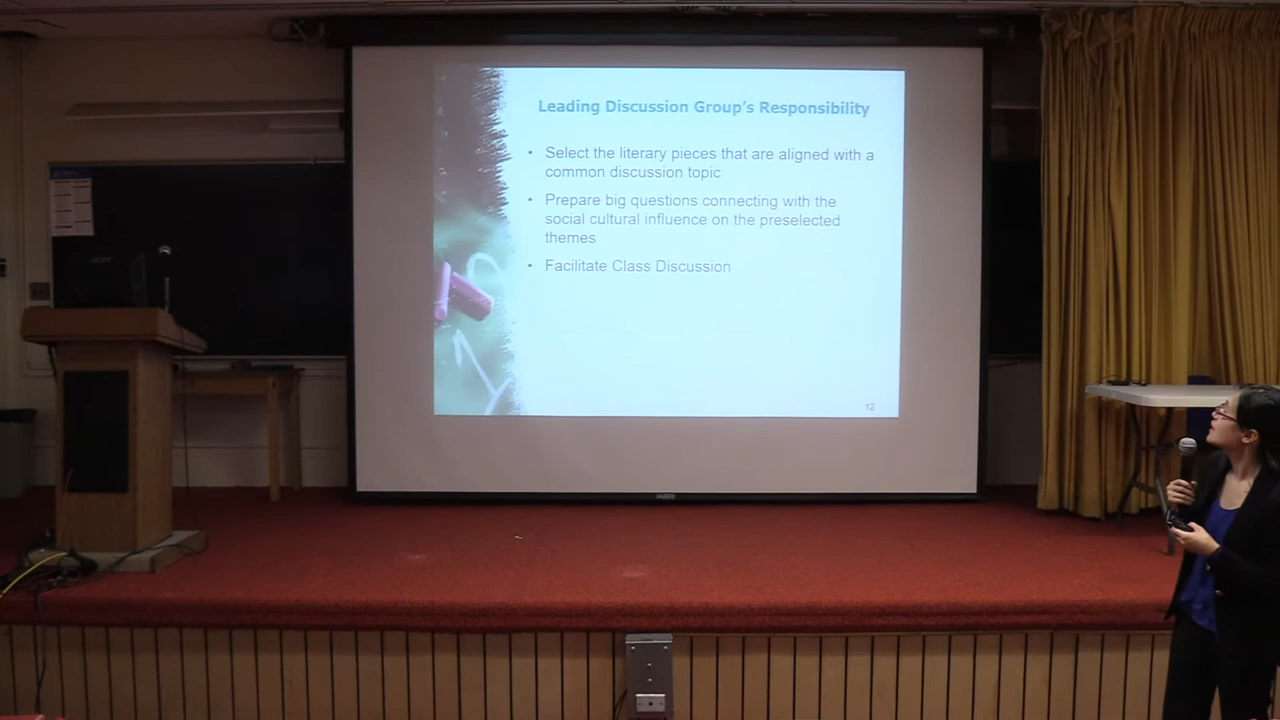 Leading Discussion Group's Responsibility
• Select the literary pieces that are aligned with a
common discussion topic
• Prepare big questions connecting with the
social cultural influence on the preselected
themes
• Facilitate Class Discussion
12